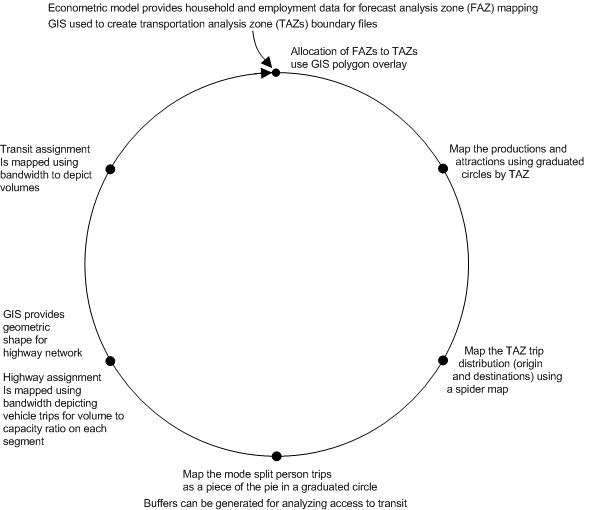 Econometric model provides household and employment data for forecast analysis zone (FAZ) mapping
GIS used to create transportation analysis zone (TAZs) boundary files
Allocation of FAZs to TAZs
use GIS polygon overlay
Map the productions and
attractions using graduated
circles by TAZ
Map the TAZ trip
distribution (origin
and destinations) using
a spider map
Map the mode split person trips
as a piece of the pie in a graduated circle
Buffers can be generated for analyzing access to transit
GIS provides
geometric
shape for
highway network
Highway assignment
Is mapped using
bandwidth depicting
vehicle trips for volume to
capacity ratio on each
segment
Transit assignment
Is mapped using
bandwidth to depict
volumes